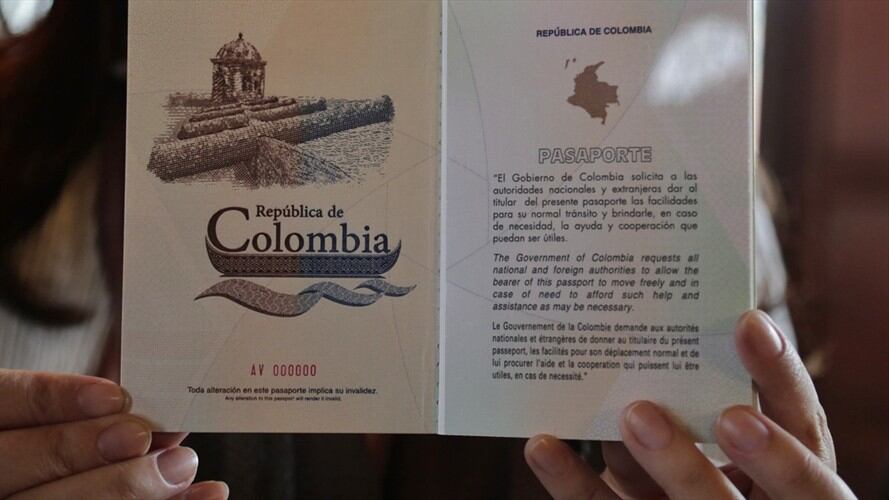 República de
Colombia
AV 000000
Toda alteración en este pasaporte implica su invalidez.
Any alteration to this passport will render it invalid.
REPÚBLICA DE COLOMBIA
PASAPORTE
"El Gobierno de Colombia solicita a las
autoridades nacionales y extranjeras dar al
titular del presente pasaporte las facilidades
para su normal tránsito y brindarle, en caso
de necesidad, la ayuda y cooperación que
puedan ser útiles.
The Government of Colombia requests all
national and foreign authorities to allow the
bearer of this passport to move freely and in
case of need to afford such help and
assistance as may be necessary.
Le Gouvernement de la Colombie demande aux autorités
nationales et étrangères de donner au titulaire du présent
passeport, les facilités pour son déplacement normal et de
lui procurer l'aide et la cooperation qui puissent lui être
utiles, en cas de necesité."